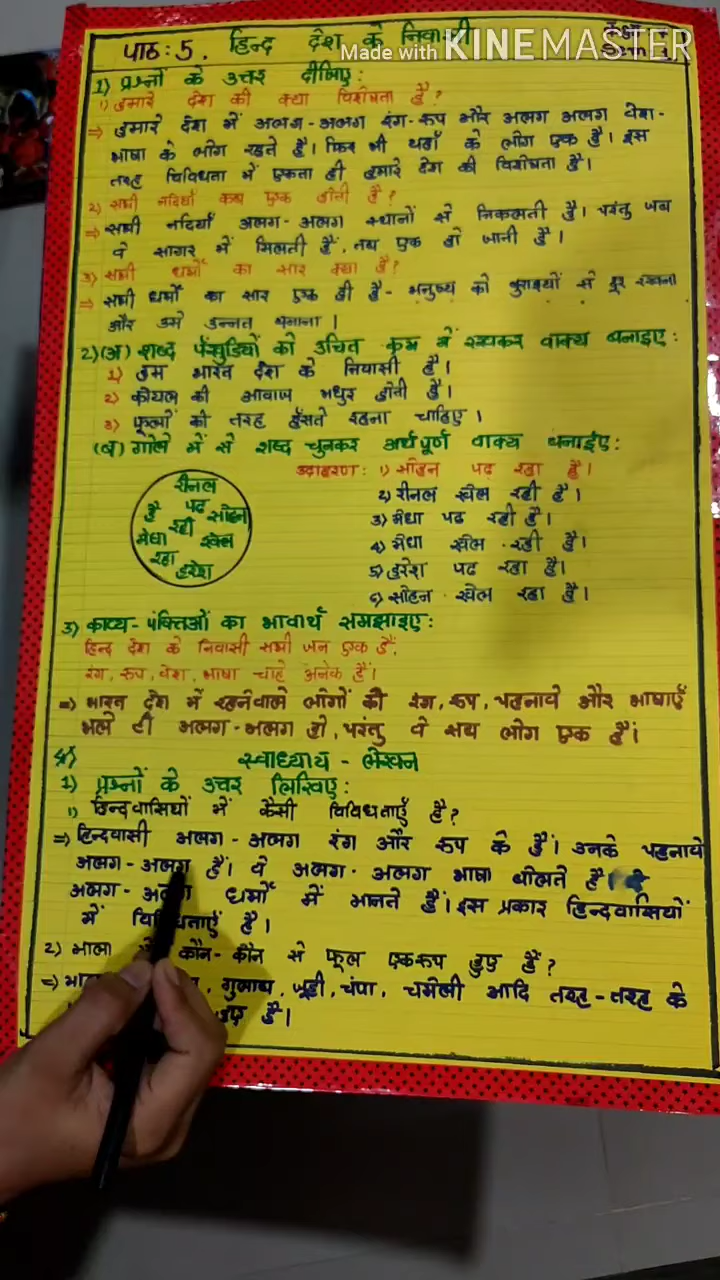 पाठ : 5. हिन्द देश के निवासी
Made with KINEMASTER
1) प्रश्नों के उत्तर दीजिए :
1) हमारे देश की क्या विशेषता है ?
⇒ हमारे देश में अलग-अलग रंग-रूप और अलग अलग वेश-
भाषा के लोग रहते हैं। फिर भी यहाँ के लोग एक है। इस
तरह विविधता में एकता ही हमारे देश की विशेषता है।
2) सभी नदियाँ कब एक होती है ?
⇒ सभी नदियाँ अलग-अलग स्थानों से निकलती है। परंतु जब
वे सागर में मिलती हैं, तब एक हो जाती हैं।
3) सभी धर्मों का सार क्या है ?
⇒ सभी धर्मों का सार एक ही है- मनुष्य को बुराइयों से दूर रखना
और उसे उन्नत बनाना।
2)(अ) शब्द पँखुडियों को उचित क्रम में रखकर वाक्य बनाइए :
1) हम भारत देश के निवासी हैं।
2) कोयल की आवाज मधुर होती हैं।
3) फूलों की तरह हँसते रहना चाहिए।
(ब) गोले में से शब्द चुनकर अर्थपूर्ण वाक्य बनाईए :
रीनल
है पढ सोहन
मेधा रही खेल
रहा
हरेश
उदाहरण : 1) सोहन पढ रहा है।
2) रीनल खेल रही है।
3) मेधा पढ रही है।
4) मेधा खेल रही है।
5) हरेश पढ रहा है।
6) सोहन खेल रहा है।
3) काव्य-पंक्तिओं का भावार्थ समझाइए :
हिन्द देश के निवासी सभी जन एक हैं,
रंग, रूप, वेश, भाषा चाहे अनेक हैं।
⇒ भारत देश में रहनेवाले लोगों की रंग, रूप, पहनावे और भाषाएँ
भले ही अलग-अलग हो, परंतु वे सब लोग एक हैं।
स्वाध्याय - लेखन
1) प्रश्नों के उत्तर लिखिए :
1) हिन्दवासियों में कैसी विविधताएँ है ?
⇒ हिन्दवासी अलग-अलग रंग और रूप के हैं। उनके पहनावे
अलग-अलग हैं। वे अलग-अलग भाषा बोलते हैं।
अलग-अलग धर्मों में मानते हैं। इस प्रकार हिन्दवासियों
में विविधताएँ है।
2) माला में कौन-कौन से फूल एकरूप हुए हैं ?
, गुलाब, जूही, चंपा, चमेली आदि तरह-तरह के
हुए हैं।